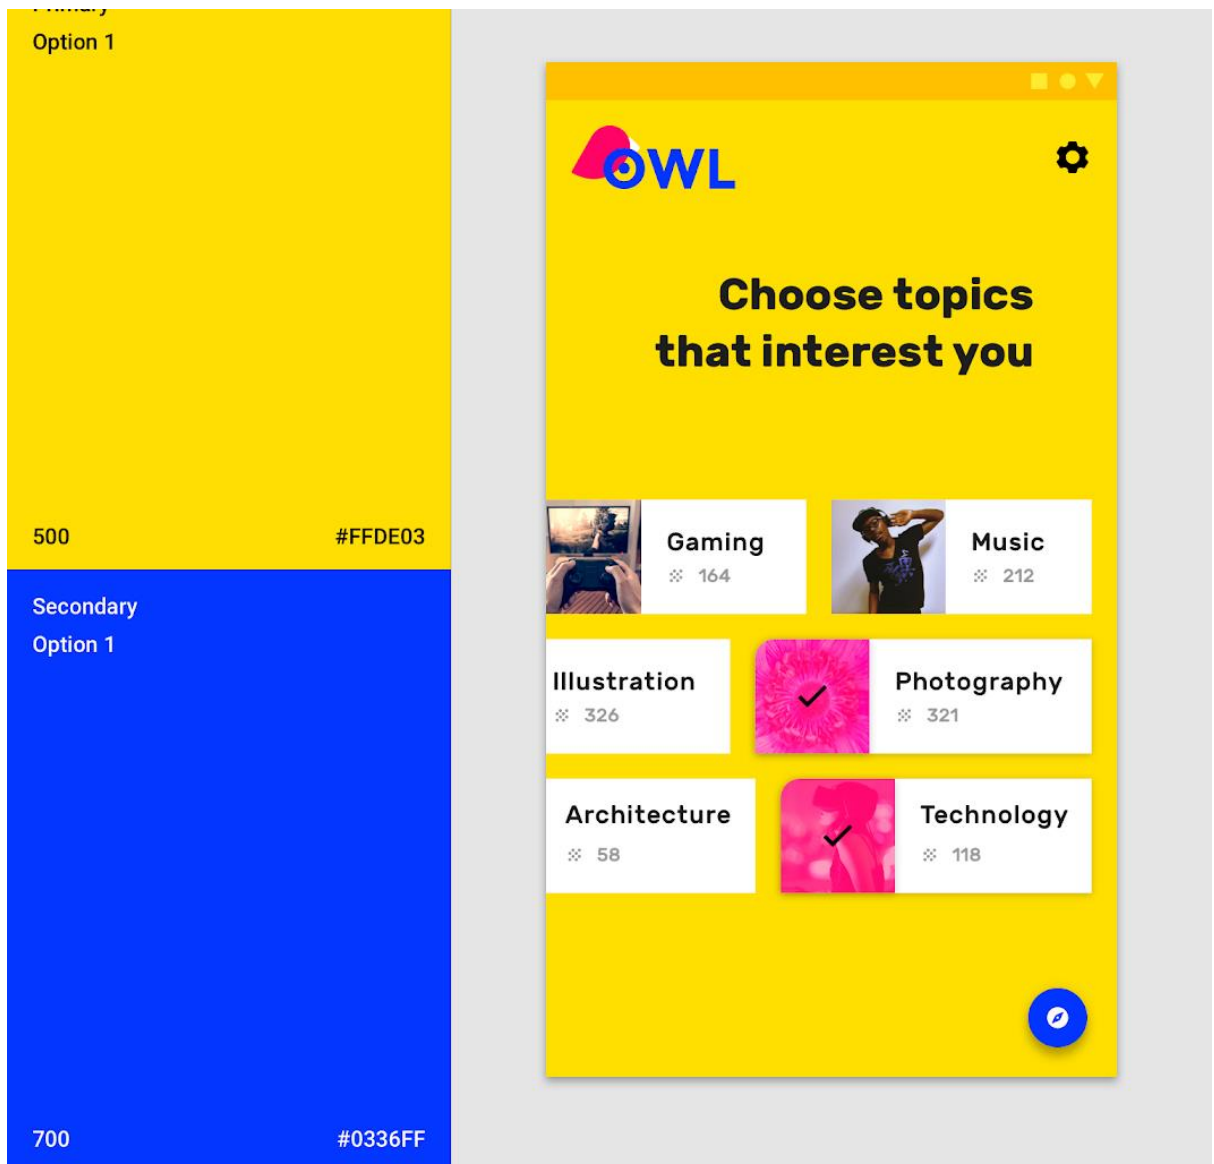 Primary
Option 1
500 #FFDE03
Secondary
Option 1
700 #0336FF
OWL
Choose topics
that interest you
Gaming
164
Music
212
Illustration
326
Photography
321
Architecture
58
Technology
118